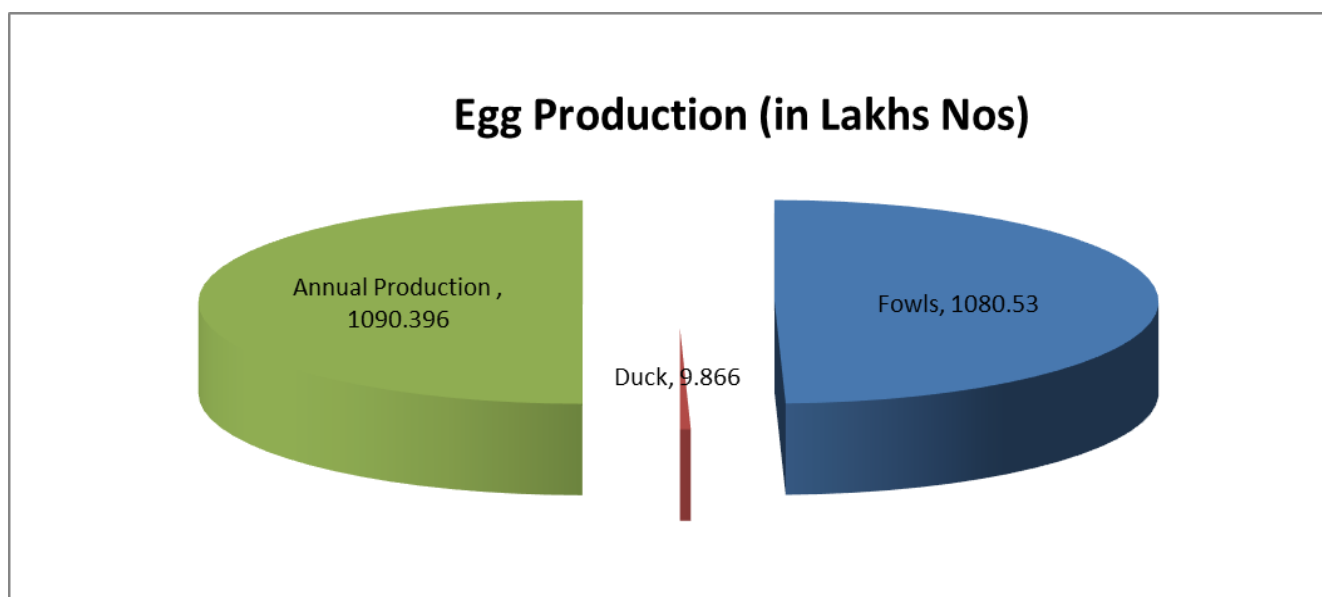 Egg Production (in Lakhs Nos)
Annual Production ,
1090.396
Fowls, 1080.53
Duck, 9.866